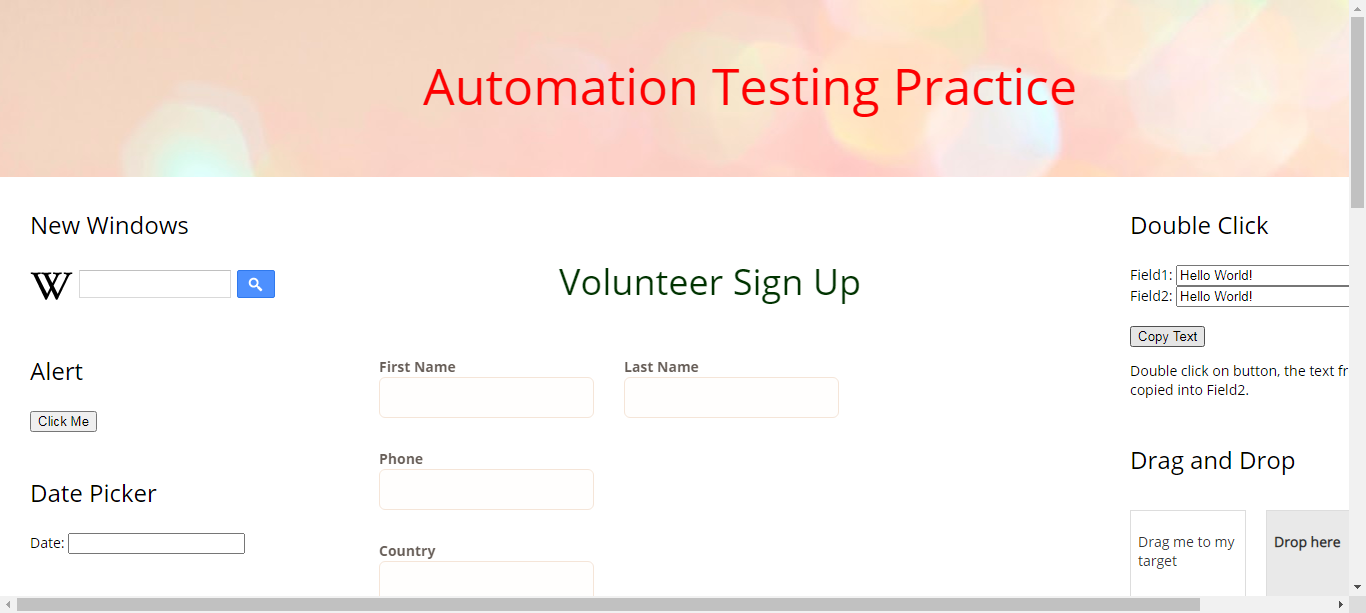 Automation Testing Practice
New Windows
W
Alert
Click Me
Date Picker
Date:
Volunteer Sign Up
First Name
Last Name
Phone
Country
Double Click
Field1: Hello World!
Field2: Hello World!
Copy Text
Double click on button, the text
copied into Field2.
Drag and Drop
Drag me to my
target
Drop here